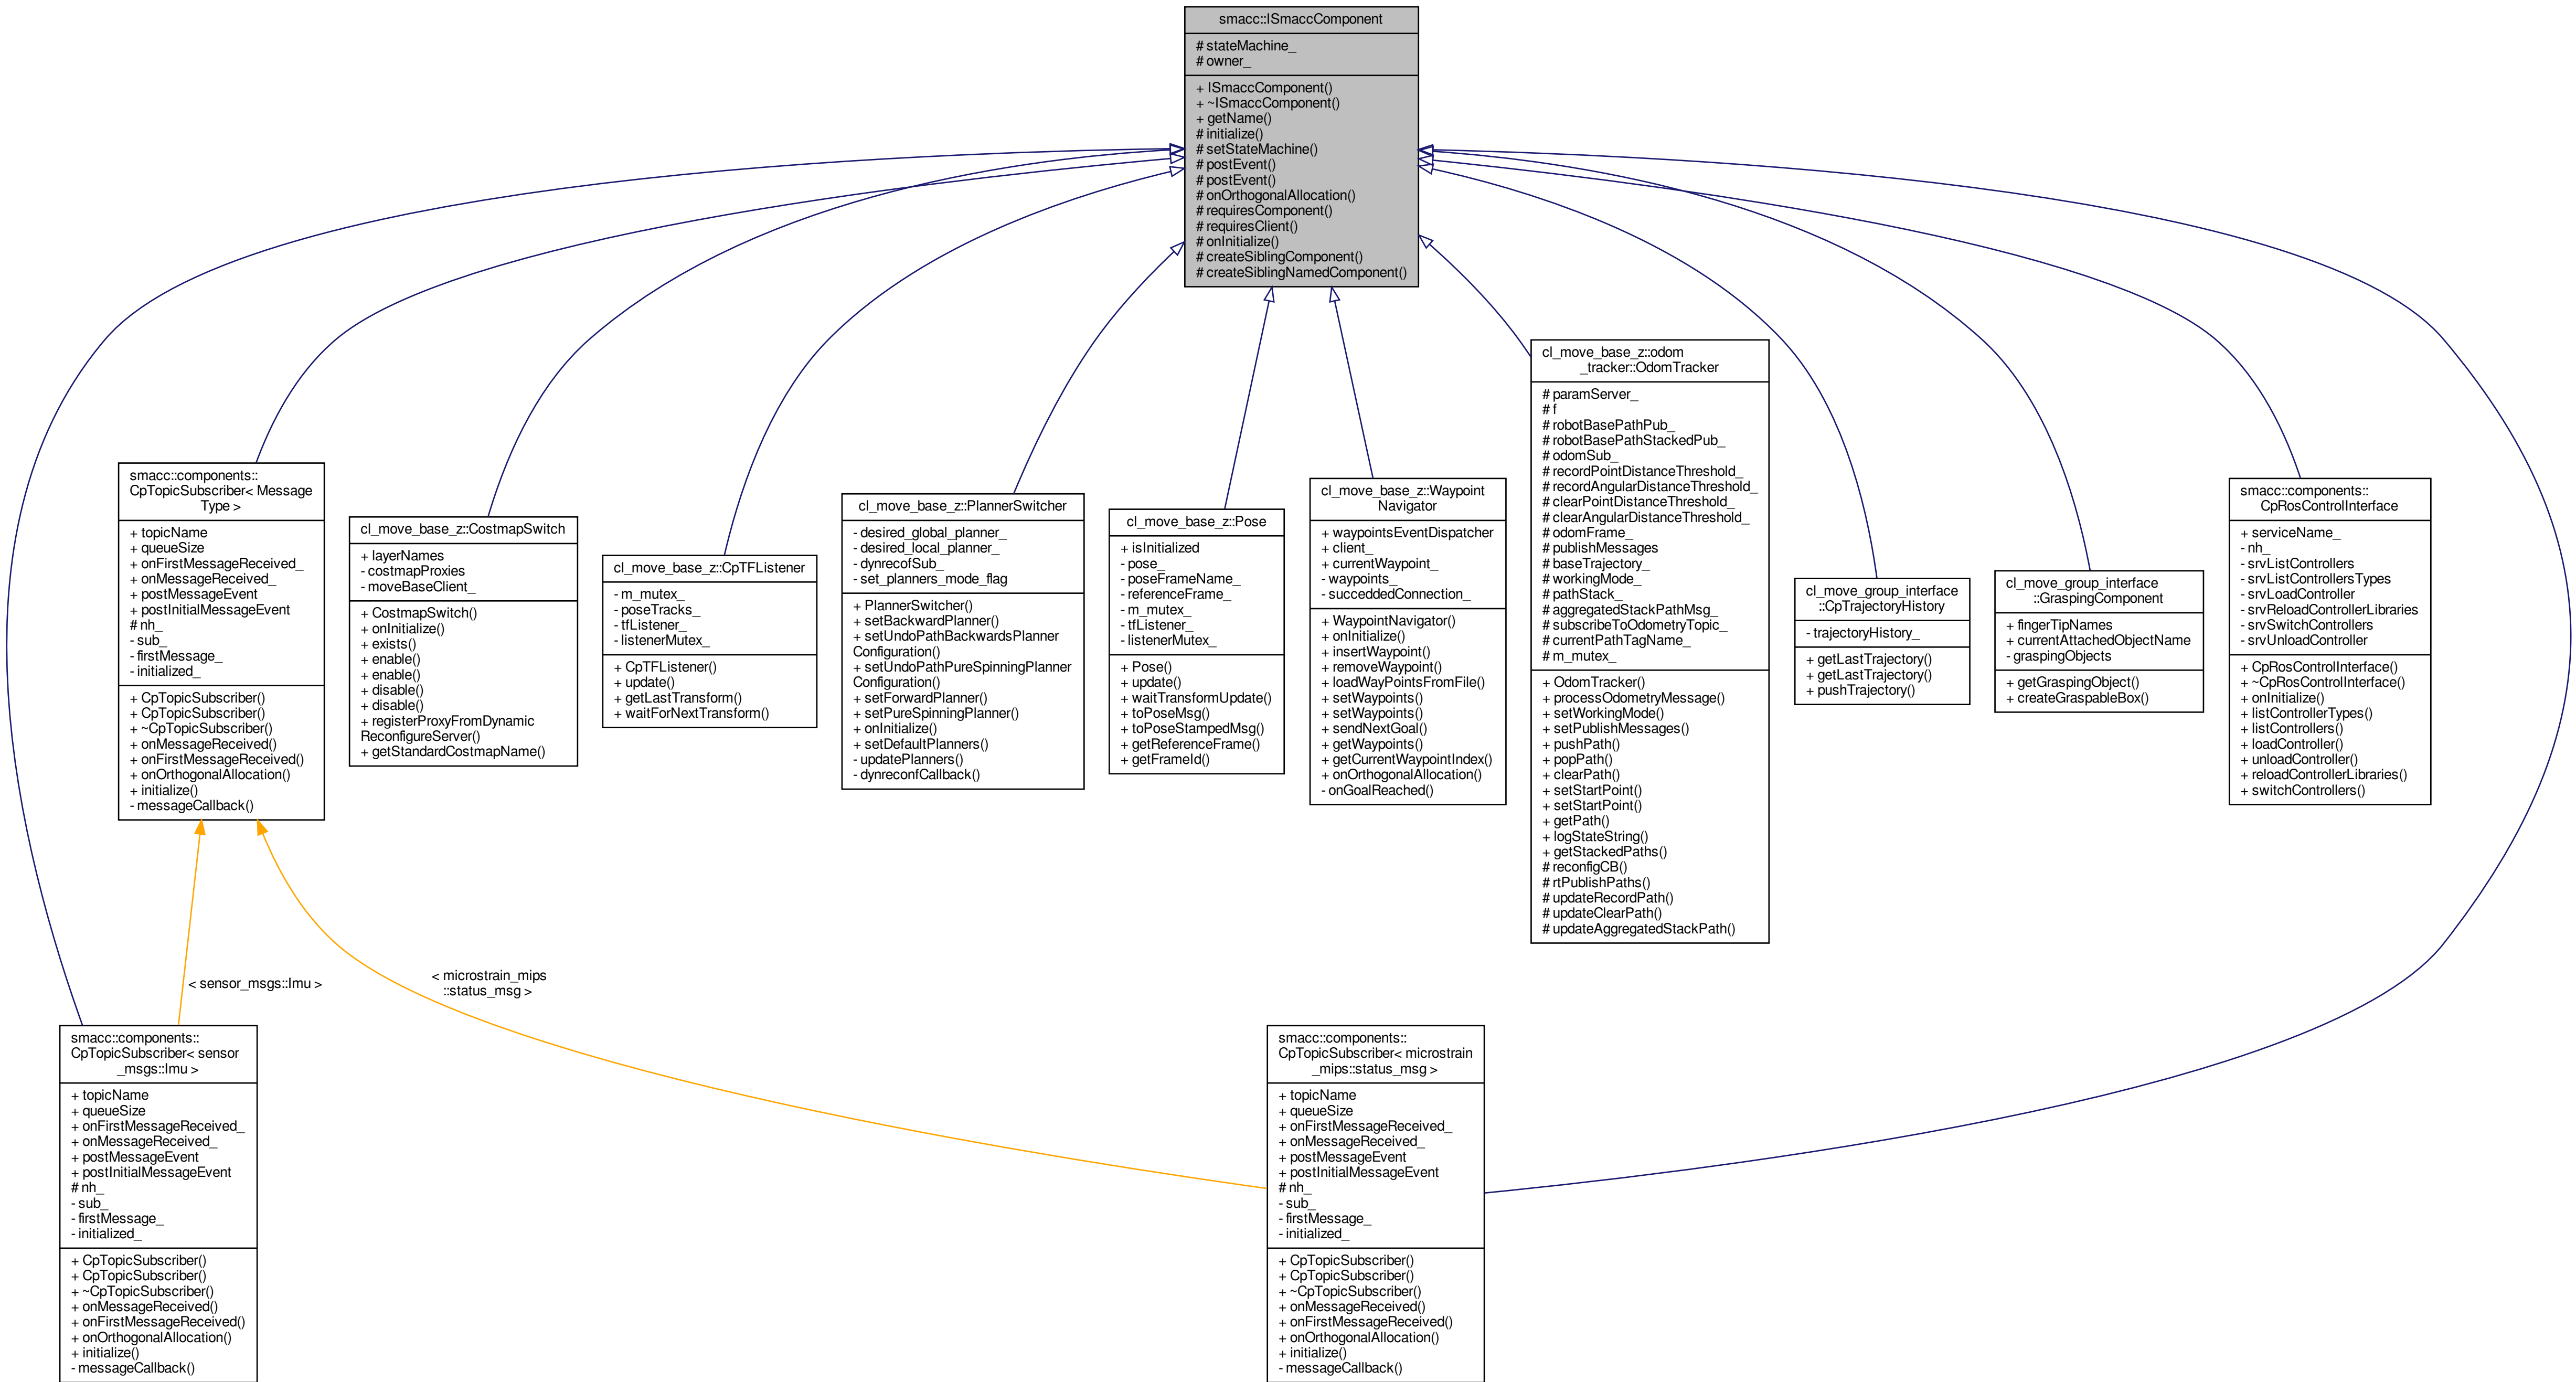 smacc::ISmaccComponent
# stateMachine_
# owner_
+ ISmaccComponent()
+ ~ISmaccComponent()
+ getName()
# initialize()
# setStateMachine()
# postEvent()
# postEvent()
# onOrthogonalAllocation()
# requiresComponent()
# requiresClient()
# onInitialize()
# createSiblingComponent()
# createSiblingNamedComponent()
smacc::components::
CpTopicSubscriber< Message
Type >
+ topicName
+ queueSize
+ onFirstMessageReceived_
+ onMessageReceived_
+ postMessageEvent
+ postInitialMessageEvent
# nh_
- sub_
- firstMessage_
- initialized_
+ CpTopicSubscriber()
+ CpTopicSubscriber()
+ ~CpTopicSubscriber()
+ onMessageReceived()
+ onFirstMessageReceived()
+ onOrthogonalAllocation()
+ initialize()
- messageCallback()
cl_move_base_z::CostmapSwitch
+ layerNames
- costmapProxies
- moveBaseClient_
+ CostmapSwitch()
+ onInitialize()
+ exists()
+ enable()
+ enable()
+ disable()
+ disable()
+ registerProxyFromDynamic
ReconfigureServer()
+ getStandardCostmapName()
cl_move_base_z::CpTFListener
- m_mutex_
- poseTracks_
- tfListener_
- listenerMutex_
+ CpTFListener()
+ update()
+ getLastTransform()
+ waitForNextTransform()
cl_move_base_z::PlannerSwitcher
- desired_global_planner_
- desired_local_planner_
- dynrecofSub_
- set_planners_mode_flag
+ PlannerSwitcher()
+ setBackwardPlanner()
+ setUndoPathBackwardsPlanner
Configuration()
+ setUndoPathPureSpinningPlanner
Configuration()
+ setForwardPlanner()
+ setPureSpinningPlanner()
+ onInitialize()
+ setDefaultPlanners()
- updatePlanners()
- dynreconfCallback()
cl_move_base_z::Pose
+ isInitialized
- pose_
- poseFrameName_
- referenceFrame_
- m_mutex_
- tfListener_
- listenerMutex_
+ Pose()
+ update()
+ waitTransformUpdate()
+ toPoseMsg()
+ toPoseStampedMsg()
+ getReferenceFrame()
+ getFrameId()
cl_move_base_z::Waypoint
Navigator
+ waypointsEventDispatcher
+ client_
+ currentWaypoint_
- waypoints_
- succeddedConnection_
+ WaypointNavigator()
+ onInitialize()
+ insertWaypoint()
+ removeWaypoint()
+ loadWayPointsFromFile()
+ setWaypoints()
+ setWaypoints()
+ sendNextGoal()
+ getWaypoints()
+ getCurrentWaypointIndex()
+ onOrthogonalAllocation()
- onGoalReached()
cl_move_base_z::odom
_tracker::OdomTracker
# paramServer_
# f
# robotBasePathPub_
# robotBasePathStackedPub_
# odomSub_
# recordPointDistanceThreshold_
# recordAngularDistanceThreshold_
# clearPointDistanceThreshold_
# clearAngularDistanceThreshold_
# odomFrame_
# publishMessages
# baseTrajectory_
# workingMode_
# pathStack_
# aggregatedStackPathMsg_
# subscribeToOdometryTopic_
# currentPathTagName_
# m_mutex_
+ OdomTracker()
+ processOdometryMessage()
+ setWorkingMode()
+ setPublishMessages()
+ pushPath()
+ popPath()
+ clearPath()
+ setStartPoint()
+ setStartPoint()
+ getPath()
+ logStateString()
+ getStackedPaths()
# reconfigCB()
# rtPublishPaths()
# updateRecordPath()
# updateClearPath()
# updateAggregatedStackPath()
cl_move_group_interface
::CpTrajectoryHistory
- trajectoryHistory_
+ getLastTrajectory()
+ getLastTrajectory()
+ pushTrajectory()
cl_move_group_interface
::GraspingComponent
+ fingerTipNames
+ currentAttachedObjectName
- graspingObjects
+ getGraspingObject()
+ createGraspableBox()
smacc::components::
CpRosControlInterface
+ serviceName_
- nh_
- srvListControllers
- srvListControllersTypes
- srvLoadController
- srvReloadControllerLibraries
- srvSwitchControllers
- srvUnloadController
+ CpRosControlInterface()
+ ~CpRosControlInterface()
+ onInitialize()
+ listControllerTypes()
+ listControllers()
+ loadController()
+ unloadController()
+ reloadControllerLibraries()
+ switchControllers()
< sensor_msgs::Imu >
< microstrain_mips
::status_msg >
smacc::components::
CpTopicSubscriber< sensor
_msgs::Imu >
+ topicName
+ queueSize
+ onFirstMessageReceived_
+ onMessageReceived_
+ postMessageEvent
+ postInitialMessageEvent
# nh_
- sub_
- firstMessage_
- initialized_
+ CpTopicSubscriber()
+ CpTopicSubscriber()
+ ~CpTopicSubscriber()
+ onMessageReceived()
+ onFirstMessageReceived()
+ onOrthogonalAllocation()
+ initialize()
- messageCallback()
smacc::components::
CpTopicSubscriber< microstrain
_mips::status_msg >
+ topicName
+ queueSize
+ onFirstMessageReceived_
+ onMessageReceived_
+ postMessageEvent
+ postInitialMessageEvent
# nh_
- sub_
- firstMessage_
- initialized_
+ CpTopicSubscriber()
+ CpTopicSubscriber()
+ ~CpTopicSubscriber()
+ onMessageReceived()
+ onFirstMessageReceived()
+ onOrthogonalAllocation()
+ initialize()
- messageCallback()